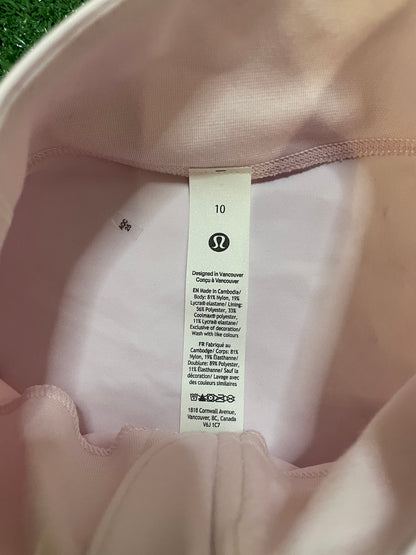 10
Designed in Vancouver
Conçu à Vancouver
EN Made in Cambodia/
Body: 81% Nylon, 19%
Lycra® elastane/ Lining:
56% Polyester, 33%
Coolmax® polyester,
11% Lycra® elastane/
Exclusive of decoration/
Wash with like colours
FR Fabriqué au
Cambodge/ Corps: 81%
Nylon, 19% Élasthanne/
Doublure: 89% Polyester,
11% Élasthanne/ Sauf la
décoration/ Lavage avec
des couleurs similaires
1818 Cornwall Avenue,
Vancouver, BC, Canada
V6J 1C7